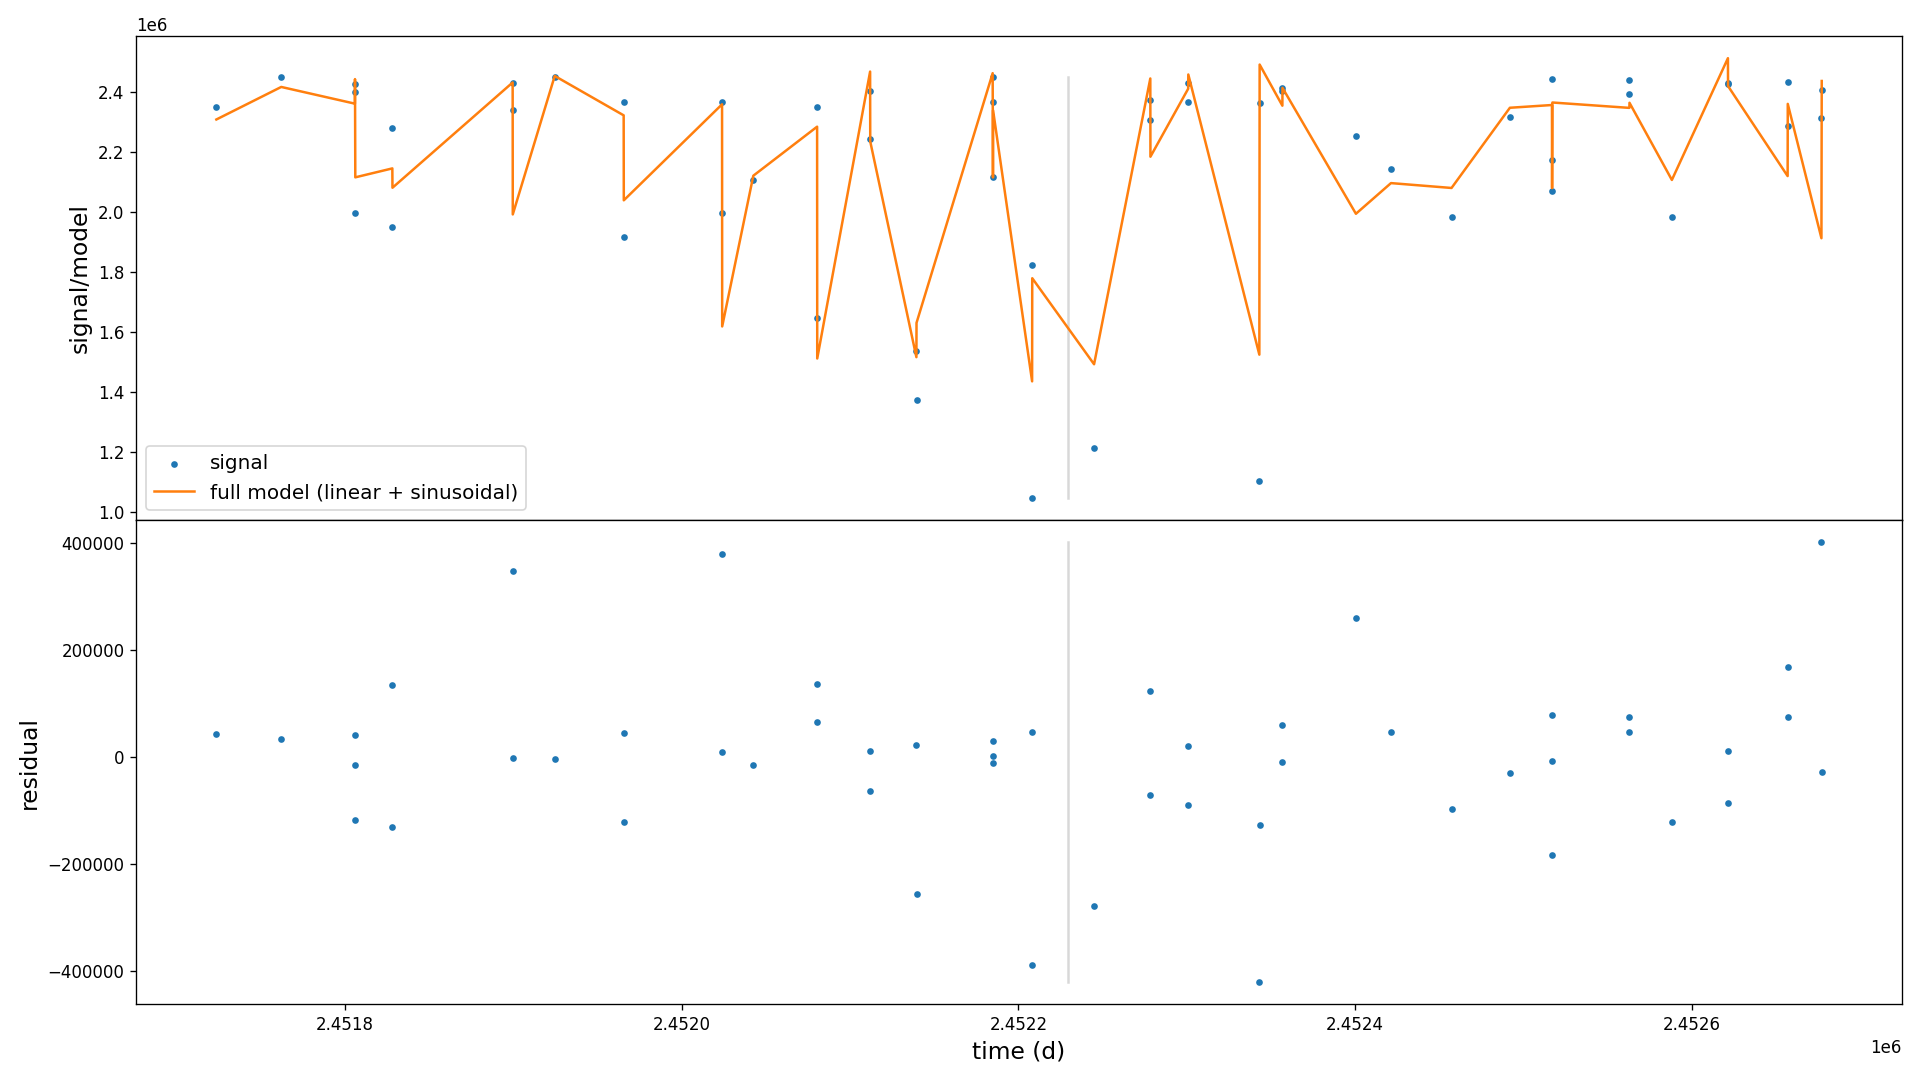 1e6
signal/model
2.4
2.2
2.0
1.8
1.6
1.4
1.2
1.0
signal
full model (linear + sinusoidal)
residual
400000
200000
0
−200000
−400000
2.4518
2.4520
2.4522
2.4524
2.4526
time (d)
1e6